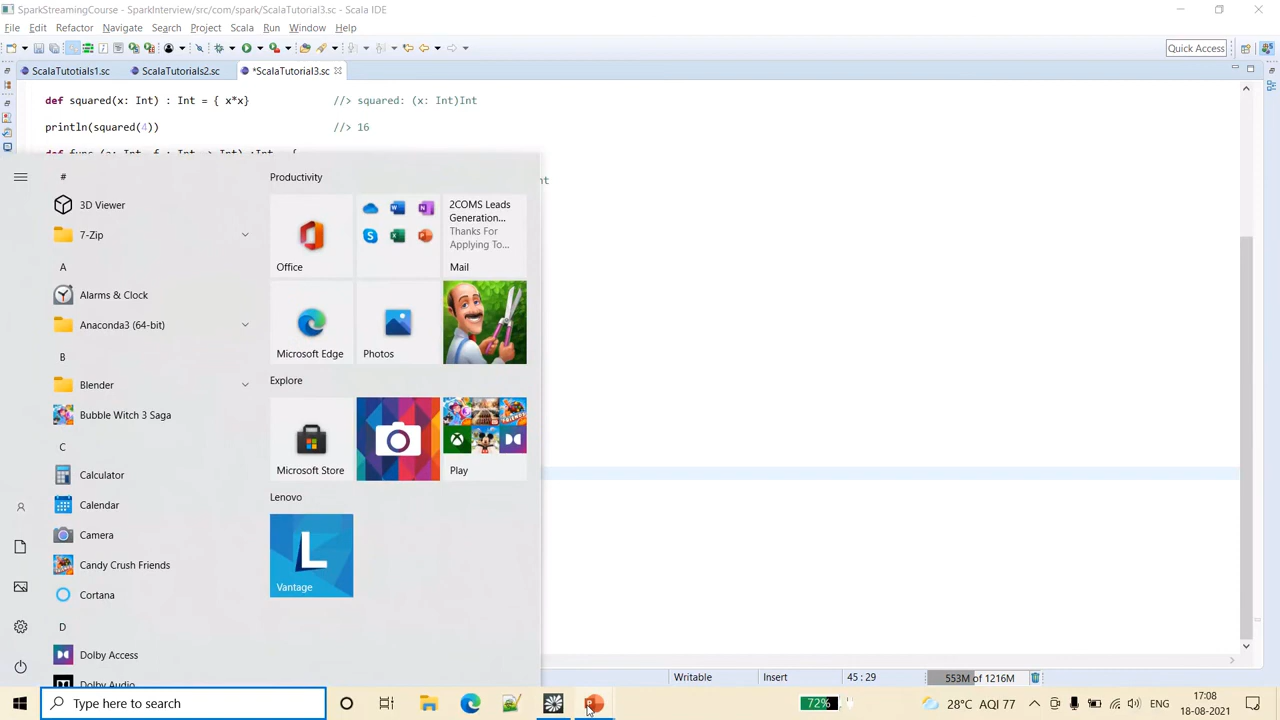 SparkStreamingCourse - SparkInterview/src/com/spark/ScalaTutorial3.sc - Scala IDE
File Edit Refactor Navigate Search Project Scala Run Window Help
Quick Access
ScalaTutotials1.sc ScalaTutorials2.sc *ScalaTutorial3.sc
def squared(x: Int) : Int = { x*x} //> squared: (x: Int)Int
println(squared(4)) //> 16
nt
#
3D Viewer
7-Zip
A
Alarms & Clock
Anaconda3 (64-bit)
B
Blender
Bubble Witch 3 Saga
C
Calculator
Calendar
Camera
Candy Crush Friends
Cortana
D
Dolby Access
Dolby Audio
Productivity
Office
2COMS Leads
Generation...
Thanks For
Applying To...
Mail
Microsoft Edge
Photos
Explore
Microsoft Store
Play
Lenovo
L
Vantage
Writable Insert 45 : 29 553M of 1216M
Type here to search
72%
28°C AQI 77
ENG
17:08
18-08-2021